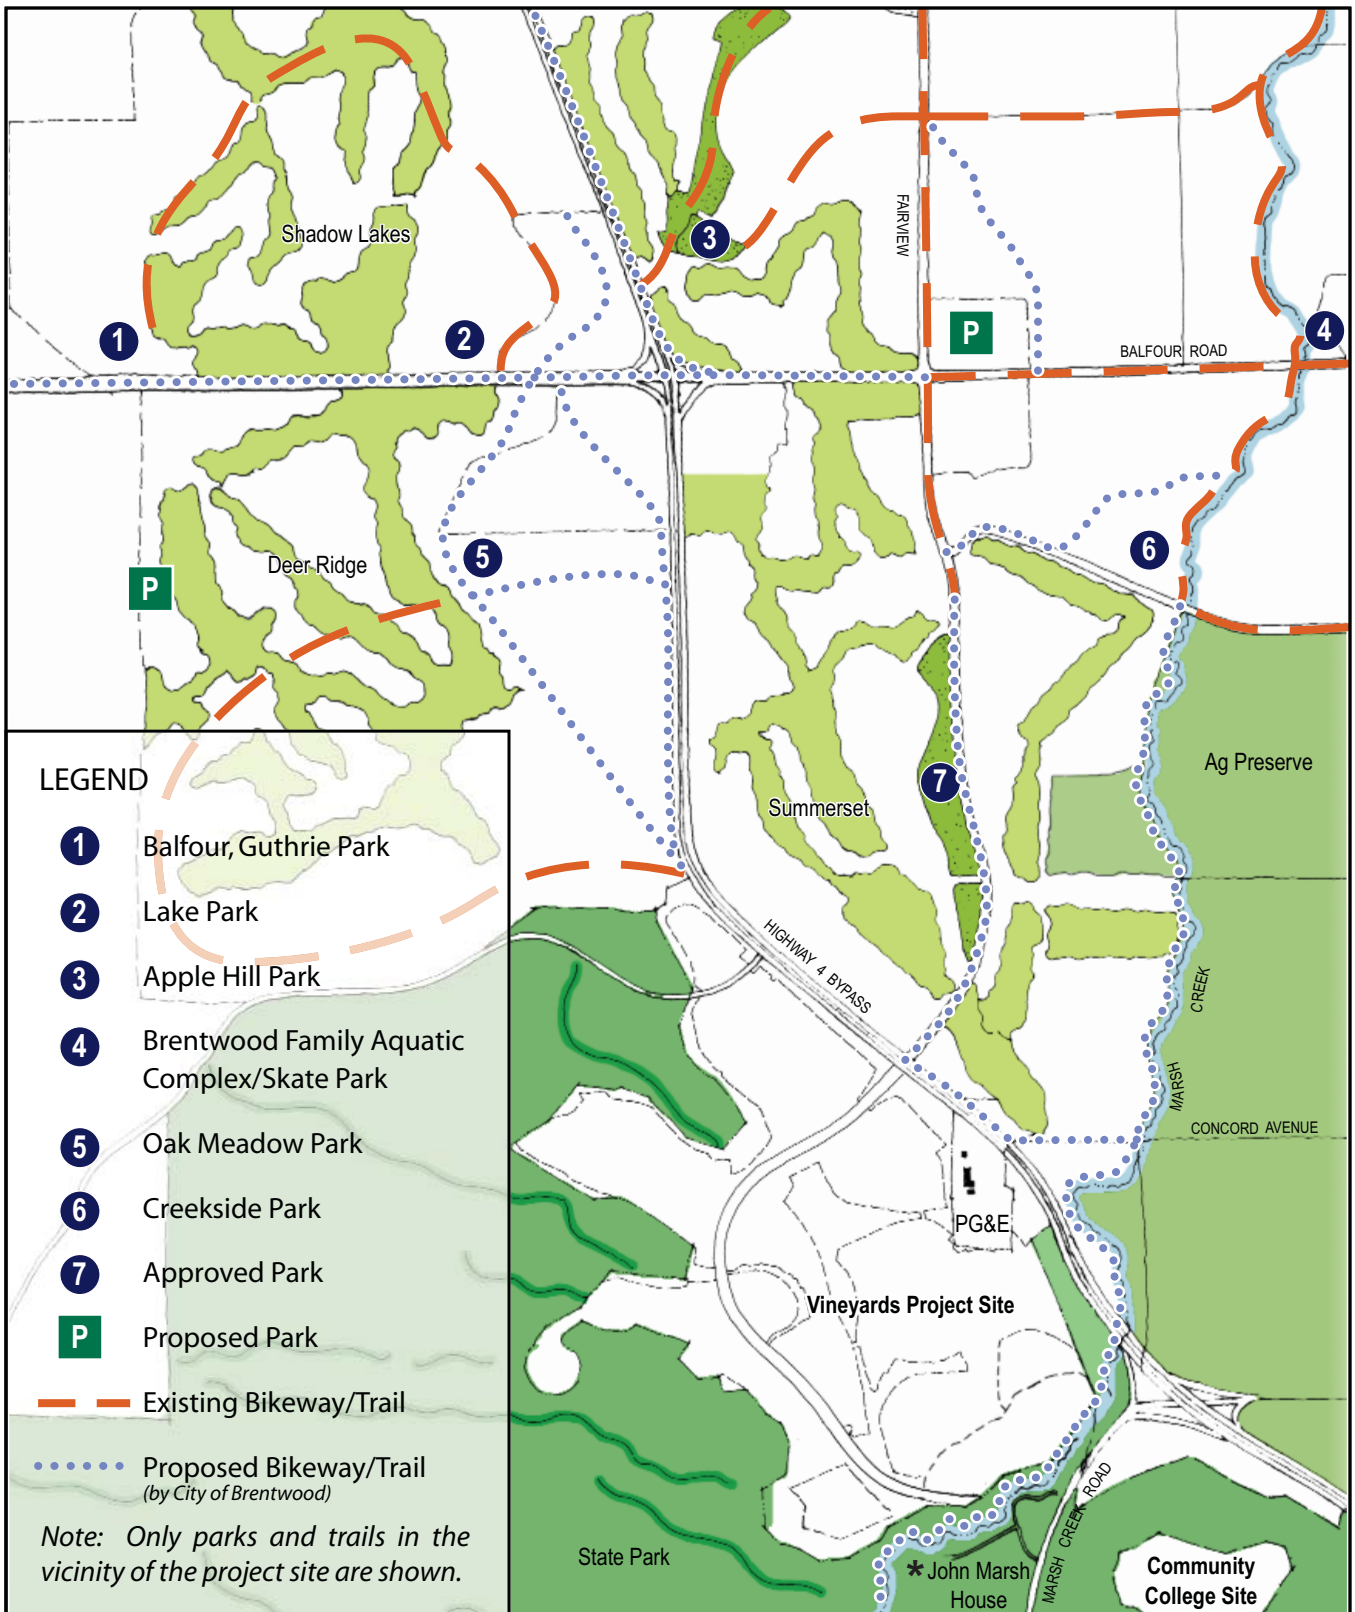 Shadow Lakes
3
FAIRVIEW
1
2
P
4
BALFOUR ROAD
5
6
Deer Ridge
P
Ag Preserve
7
Summerset
HIGHWAY 4 BYPASS
MARSH CREEK
CONCORD AVENUE
PG&E
Vineyards Project Site
MARSH CREEK ROAD
State Park
* John Marsh
House
Community
College Site
LEGEND
1 Balfour, Guthrie Park
2 Lake Park
3 Apple Hill Park
4 Brentwood Family Aquatic
Complex/Skate Park
5 Oak Meadow Park
6 Creekside Park
7 Approved Park
P Proposed Park
Existing Bikeway/Trail
Proposed Bikeway/Trail
(by City of Brentwood)
Note: Only parks and trails in the
vicinity of the project site are shown.